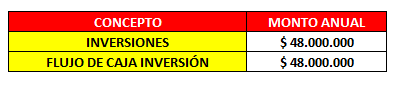 CONCEPTO MONTO ANUAL
INVERSIONES $ 48.000.000
FLUJO DE CAJA INVERSIÓN $ 48.000.000